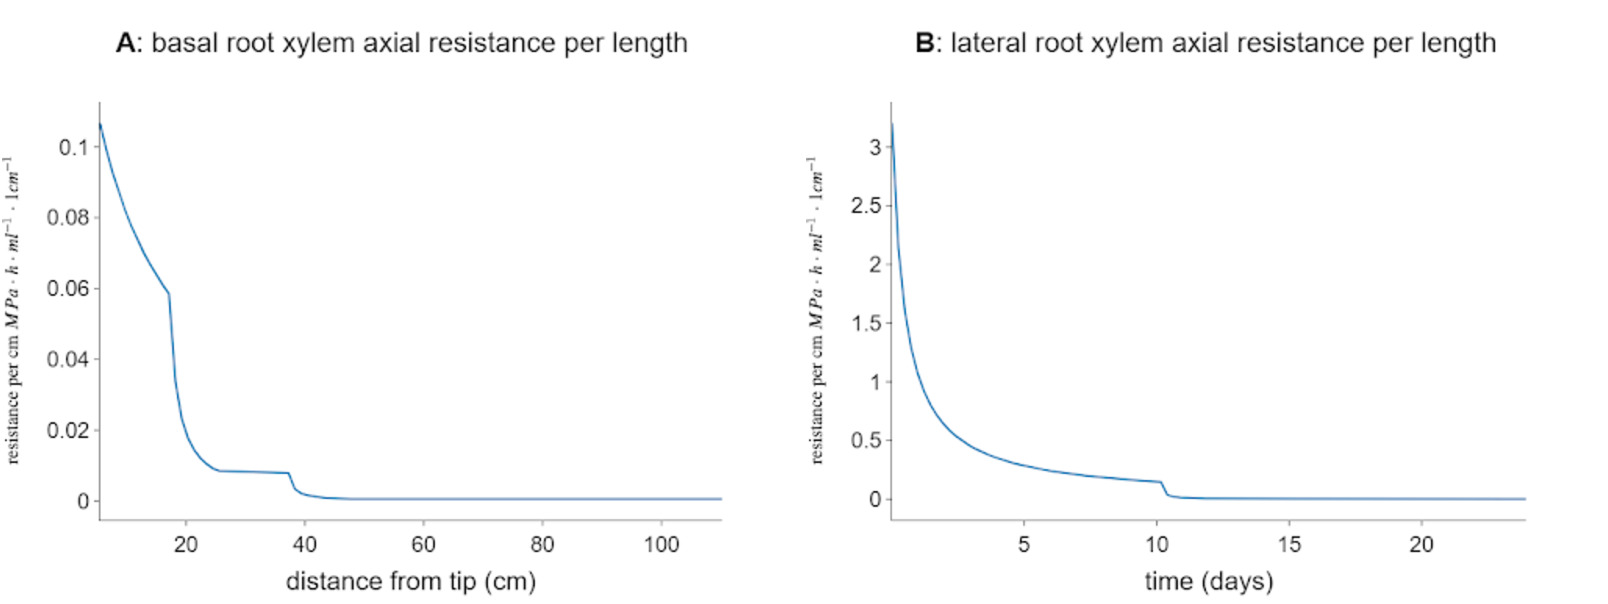 A: basal root xylem axial resistance per length
resistance per cm MPa · h · ml⁻¹ · 1cm⁻¹
0.1
0.08
0.06
0.04
0.02
0
20 40 60 80 100
distance from tip (cm)
B: lateral root xylem axial resistance per length
resistance per cm MPa · h · ml⁻¹ · 1cm⁻¹
3
2.5
2
1.5
1
0.5
0
5 10 15 20
time (days)